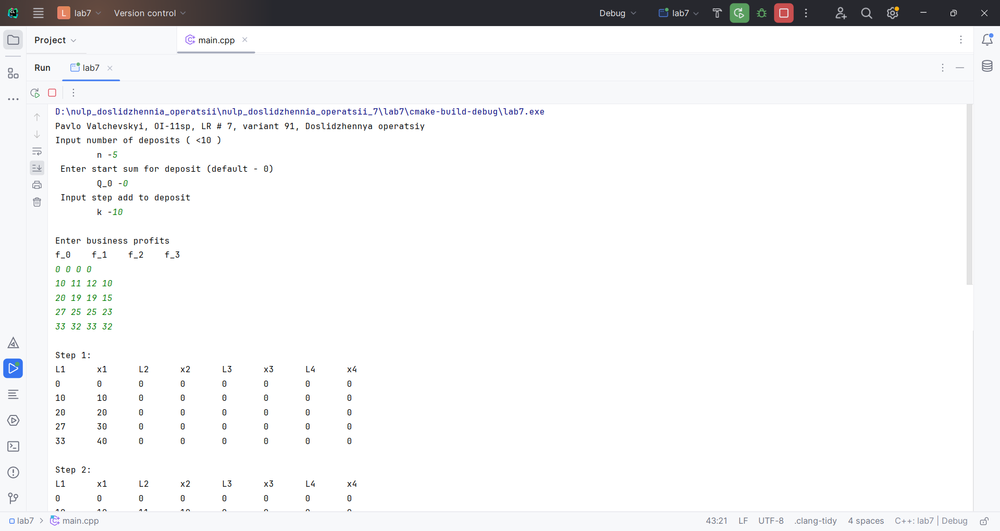 L lab7 Version control Debug lab7
Project main.cpp
Run lab7
D:\nulp_doslidzhennia_operatsii\nulp_doslidzhennia_operatsii_7\lab7\cmake-build-debug\lab7.exe
Pavlo Valchevskyi, OI-11sp, LR # 7, variant 91, Doslidzhennya operatsiy
Input number of deposits ( <10 )
n -5
Enter start sum for deposit (default - 0)
Q_0 -0
Input step add to deposit
k -10
Enter business profits
f_0 f_1 f_2 f_3
0 0 0 0
10 11 12 10
20 19 19 15
27 25 25 23
33 32 33 32
Step 1:
L1 x1 L2 x2 L3 x3 L4 x4
0 0 0 0 0 0 0 0
10 10 0 0 0 0 0 0
20 20 0 0 0 0 0 0
27 30 0 0 0 0 0 0
33 40 0 0 0 0 0 0
Step 2:
L1 x1 L2 x2 L3 x3 L4 x4
0 0 0 0 0 0 0 0
lab7 > main.cpp 43:21 LF UTF-8 .clang-tidy 4 spaces C++: lab7 | Debug